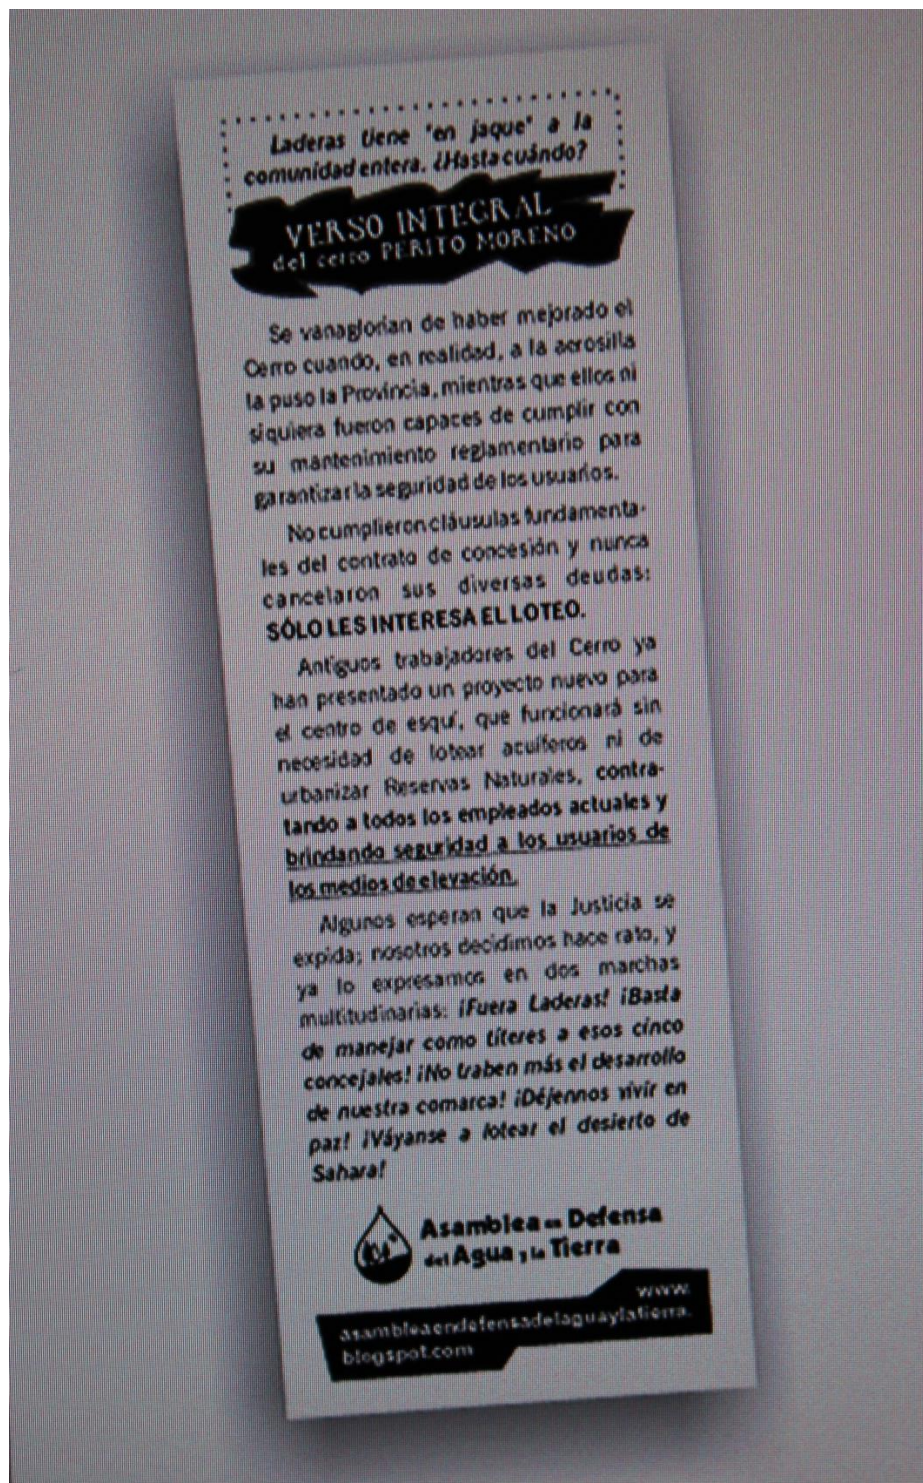 Laderas tiene "en jaque" a la
comunidad entera. ¿Hasta cuándo?
VERSO INTEGRAL
del cerro PERITO MORENO
Se vanaglorian de haber mejorado el
Cerro cuando, en realidad, a la aerosilla
la puso la Provincia, mientras que ellos ni
siquiera fueron capaces de cumplir con
su mantenimiento reglamentario para
garantizar la seguridad de los usuarios.
No cumplieron cláusulas fundamenta-
les del contrato de concesión y nunca
cancelaron sus diversas deudas:
SÓLO LES INTERESA EL LOTEO.
Antiguos trabajadores del Cerro ya
han presentado un proyecto nuevo para
el centro de esquí, que funcionará sin
necesidad de lotear acuíferos ni de
urbanizar Reservas Naturales, contra-
tando a todos los empleados actuales y
brindando seguridad a los usuarios de
los medios de elevación.
Algunos esperan que la Justicia se
expida; nosotros decidimos hace rato, y
ya lo expresamos en dos marchas
multitudinarias: ¡Fuera Laderas! ¡Basta
de manejar como títeres a esos cinco
concejales! ¡No traben más el desarrollo
de nuestra comarca! ¡Déjennos vivir en
paz! ¡Váyanse a lotear el desierto de
Sahara!
Asamblea en Defensa
del Agua y la Tierra
www.
asambleaendefensadelaguaylatierra.
blogspot.com